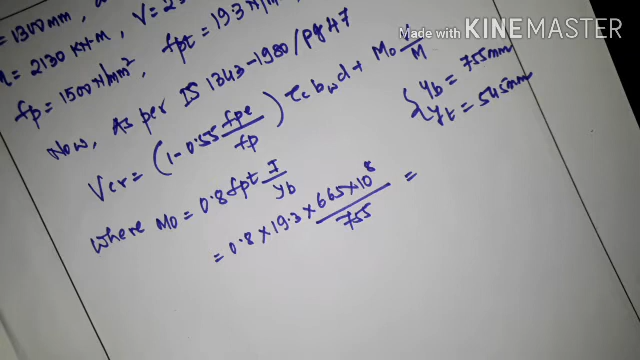 = 1300mm,
= 2130 KN-m, V = 2
fp = 1500 N/mm², fpt = 19.3 N/m
Now, As per IS 1343-1980/Pg 47
Vcr = (1-0.55 fpe/fp) τc bw d + Mo V/M
{ yb = 755mm
yt = 545mm
where Mo = 0.8 fpt I/yb
= 0.8 × 19.3 × 665×10⁸/755 =
Made with KINEMASTER